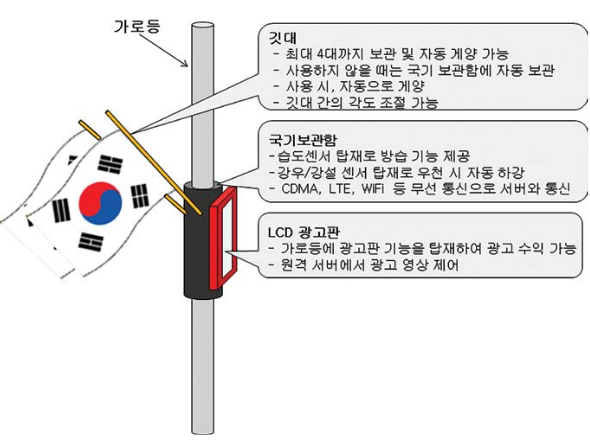 가로등
깃대
- 최대 4대까지 보관 및 자동 게양 가능
- 사용하지 않을 때는 국기 보관함에 자동 보관
- 사용 시, 자동으로 게양
- 깃대 간의 각도 조절 가능
국기보관함
-습도센서 탑재로 방습 기능 제공
-강우/강설 센서 탑재로 우천 시 자동 하강
- CDMA, LTE, WiFi 등 무선 통신으로 서버와 통신
LCD 광고판
- 가로등에 광고판 기능을 탑재하여 광고 수익 가능
- 원격 서버에서 광고 영상 제어